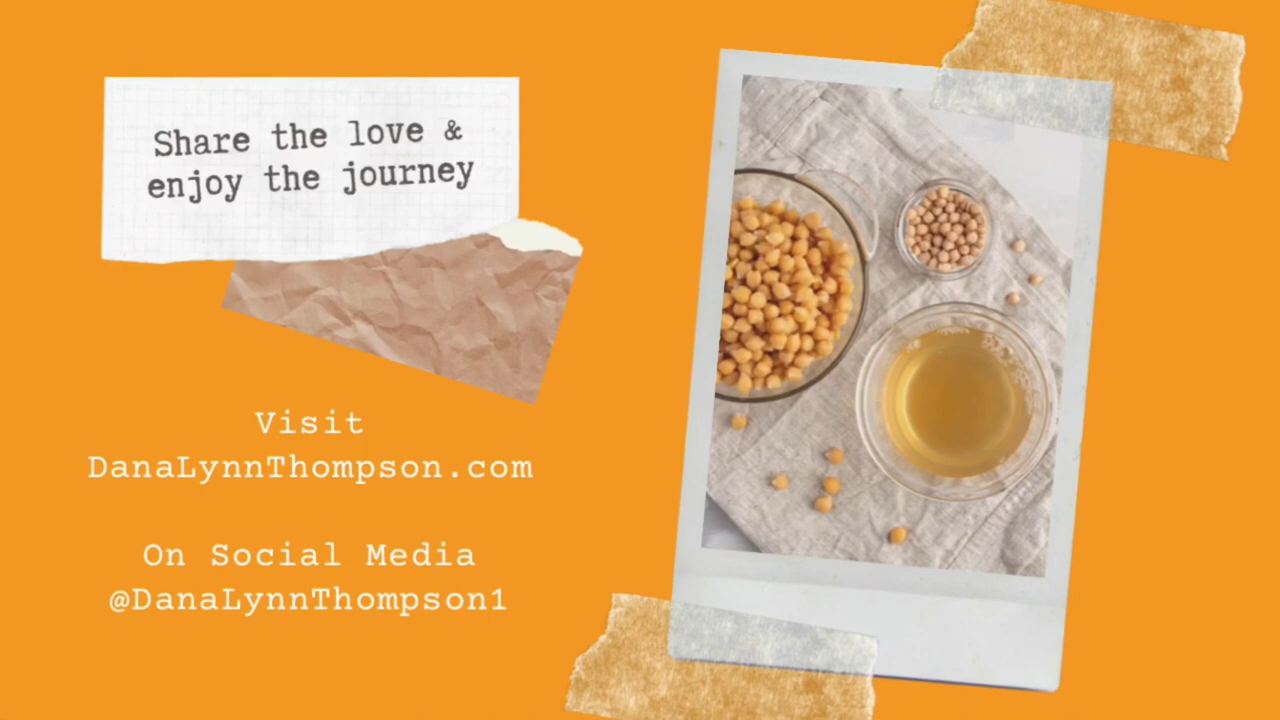 Share the love &
enjoy the journey
Visit
DanaLynnThompson.com
On Social Media
@DanaLynnThompson1